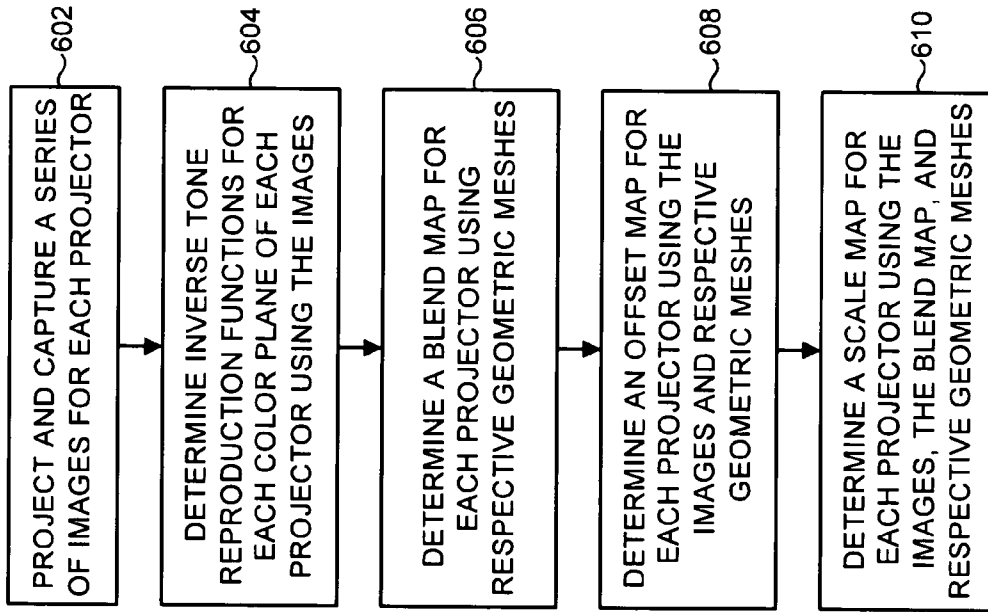 PROJECT AND CAPTURE A SERIES
OF IMAGES FOR EACH PROJECTOR
602
DETERMINE INVERSE TONE
REPRODUCTION FUNCTIONS FOR
EACH COLOR PLANE OF EACH
PROJECTOR USING THE IMAGES
604
DETERMINE A BLEND MAP FOR
EACH PROJECTOR USING
RESPECTIVE GEOMETRIC MESHES
606
DETERMINE AN OFFSET MAP FOR
EACH PROJECTOR USING THE
IMAGES AND RESPECTIVE
GEOMETRIC MESHES
608
DETERMINE A SCALE MAP FOR
EACH PROJECTOR USING THE
IMAGES, THE BLEND MAP, AND
RESPECTIVE GEOMETRIC MESHES
610